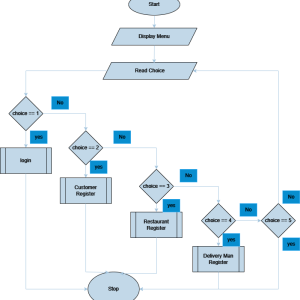 Start
Display Menu
Read Choice
choice == 1
No
yes
login
choice == 2
No
yes
Customer
Register
choice == 3
No
yes
Restaurant
Register
choice == 4
No
yes
Delivery Man
Register
choice == 5
No
yes
Stop